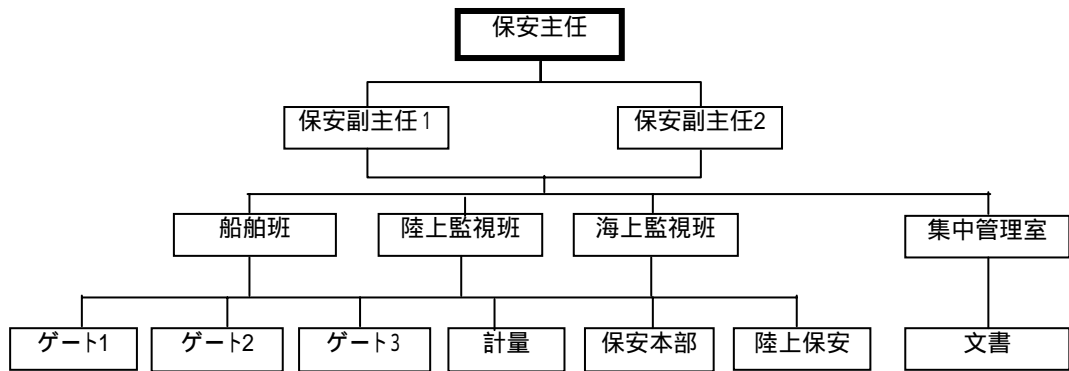 保安主任
保安副主任1
保安副主任2
船舶班
陸上監視班
海上監視班
集中管理室
ゲート1
ゲート2
ゲート3
計量
保安本部
陸上保安
文書